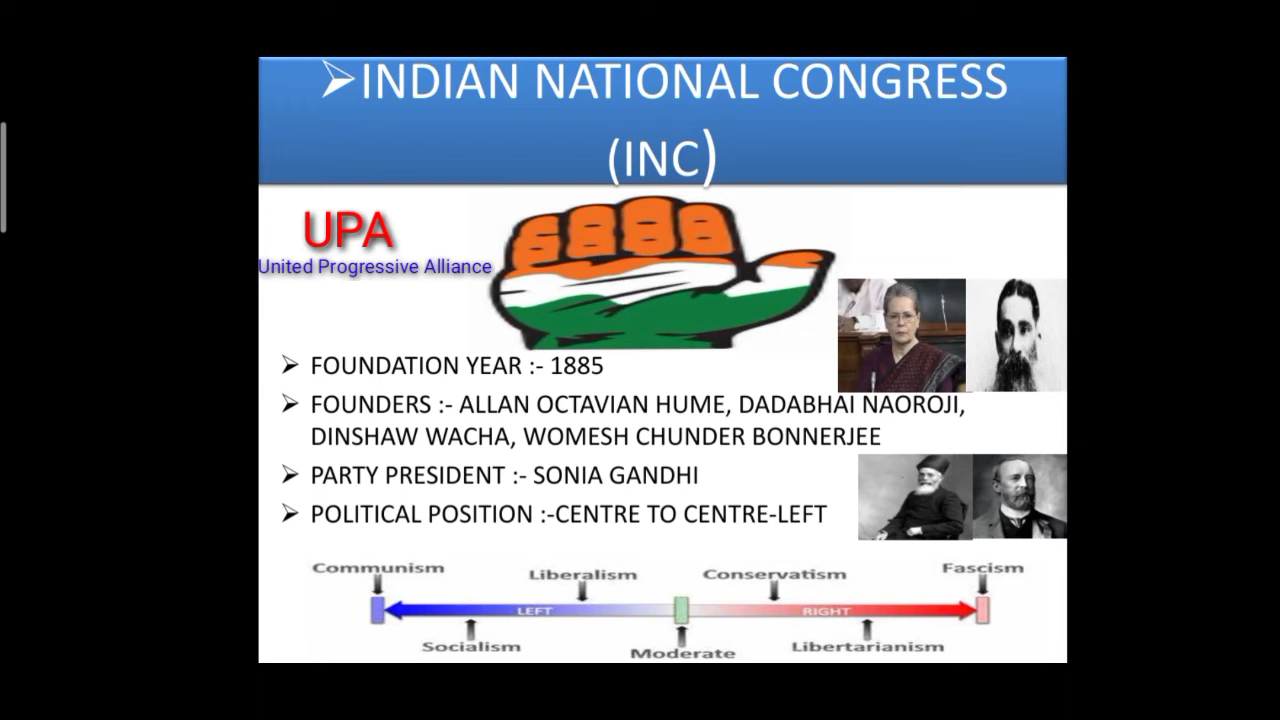 ➢INDIAN NATIONAL CONGRESS
(INC)
UPA
United Progressive Alliance
➢ FOUNDATION YEAR :- 1885
➢ FOUNDERS :- ALLAN OCTAVIAN HUME, DADABHAI NAOROJI,
DINSHAW WACHA, WOMESH CHUNDER BONNERJEE
➢ PARTY PRESIDENT :- SONIA GANDHI
➢ POLITICAL POSITION :-CENTRE TO CENTRE-LEFT
Communism Liberalism Conservatism Fascism
LEFT RIGHT
Socialism Moderate Libertarianism